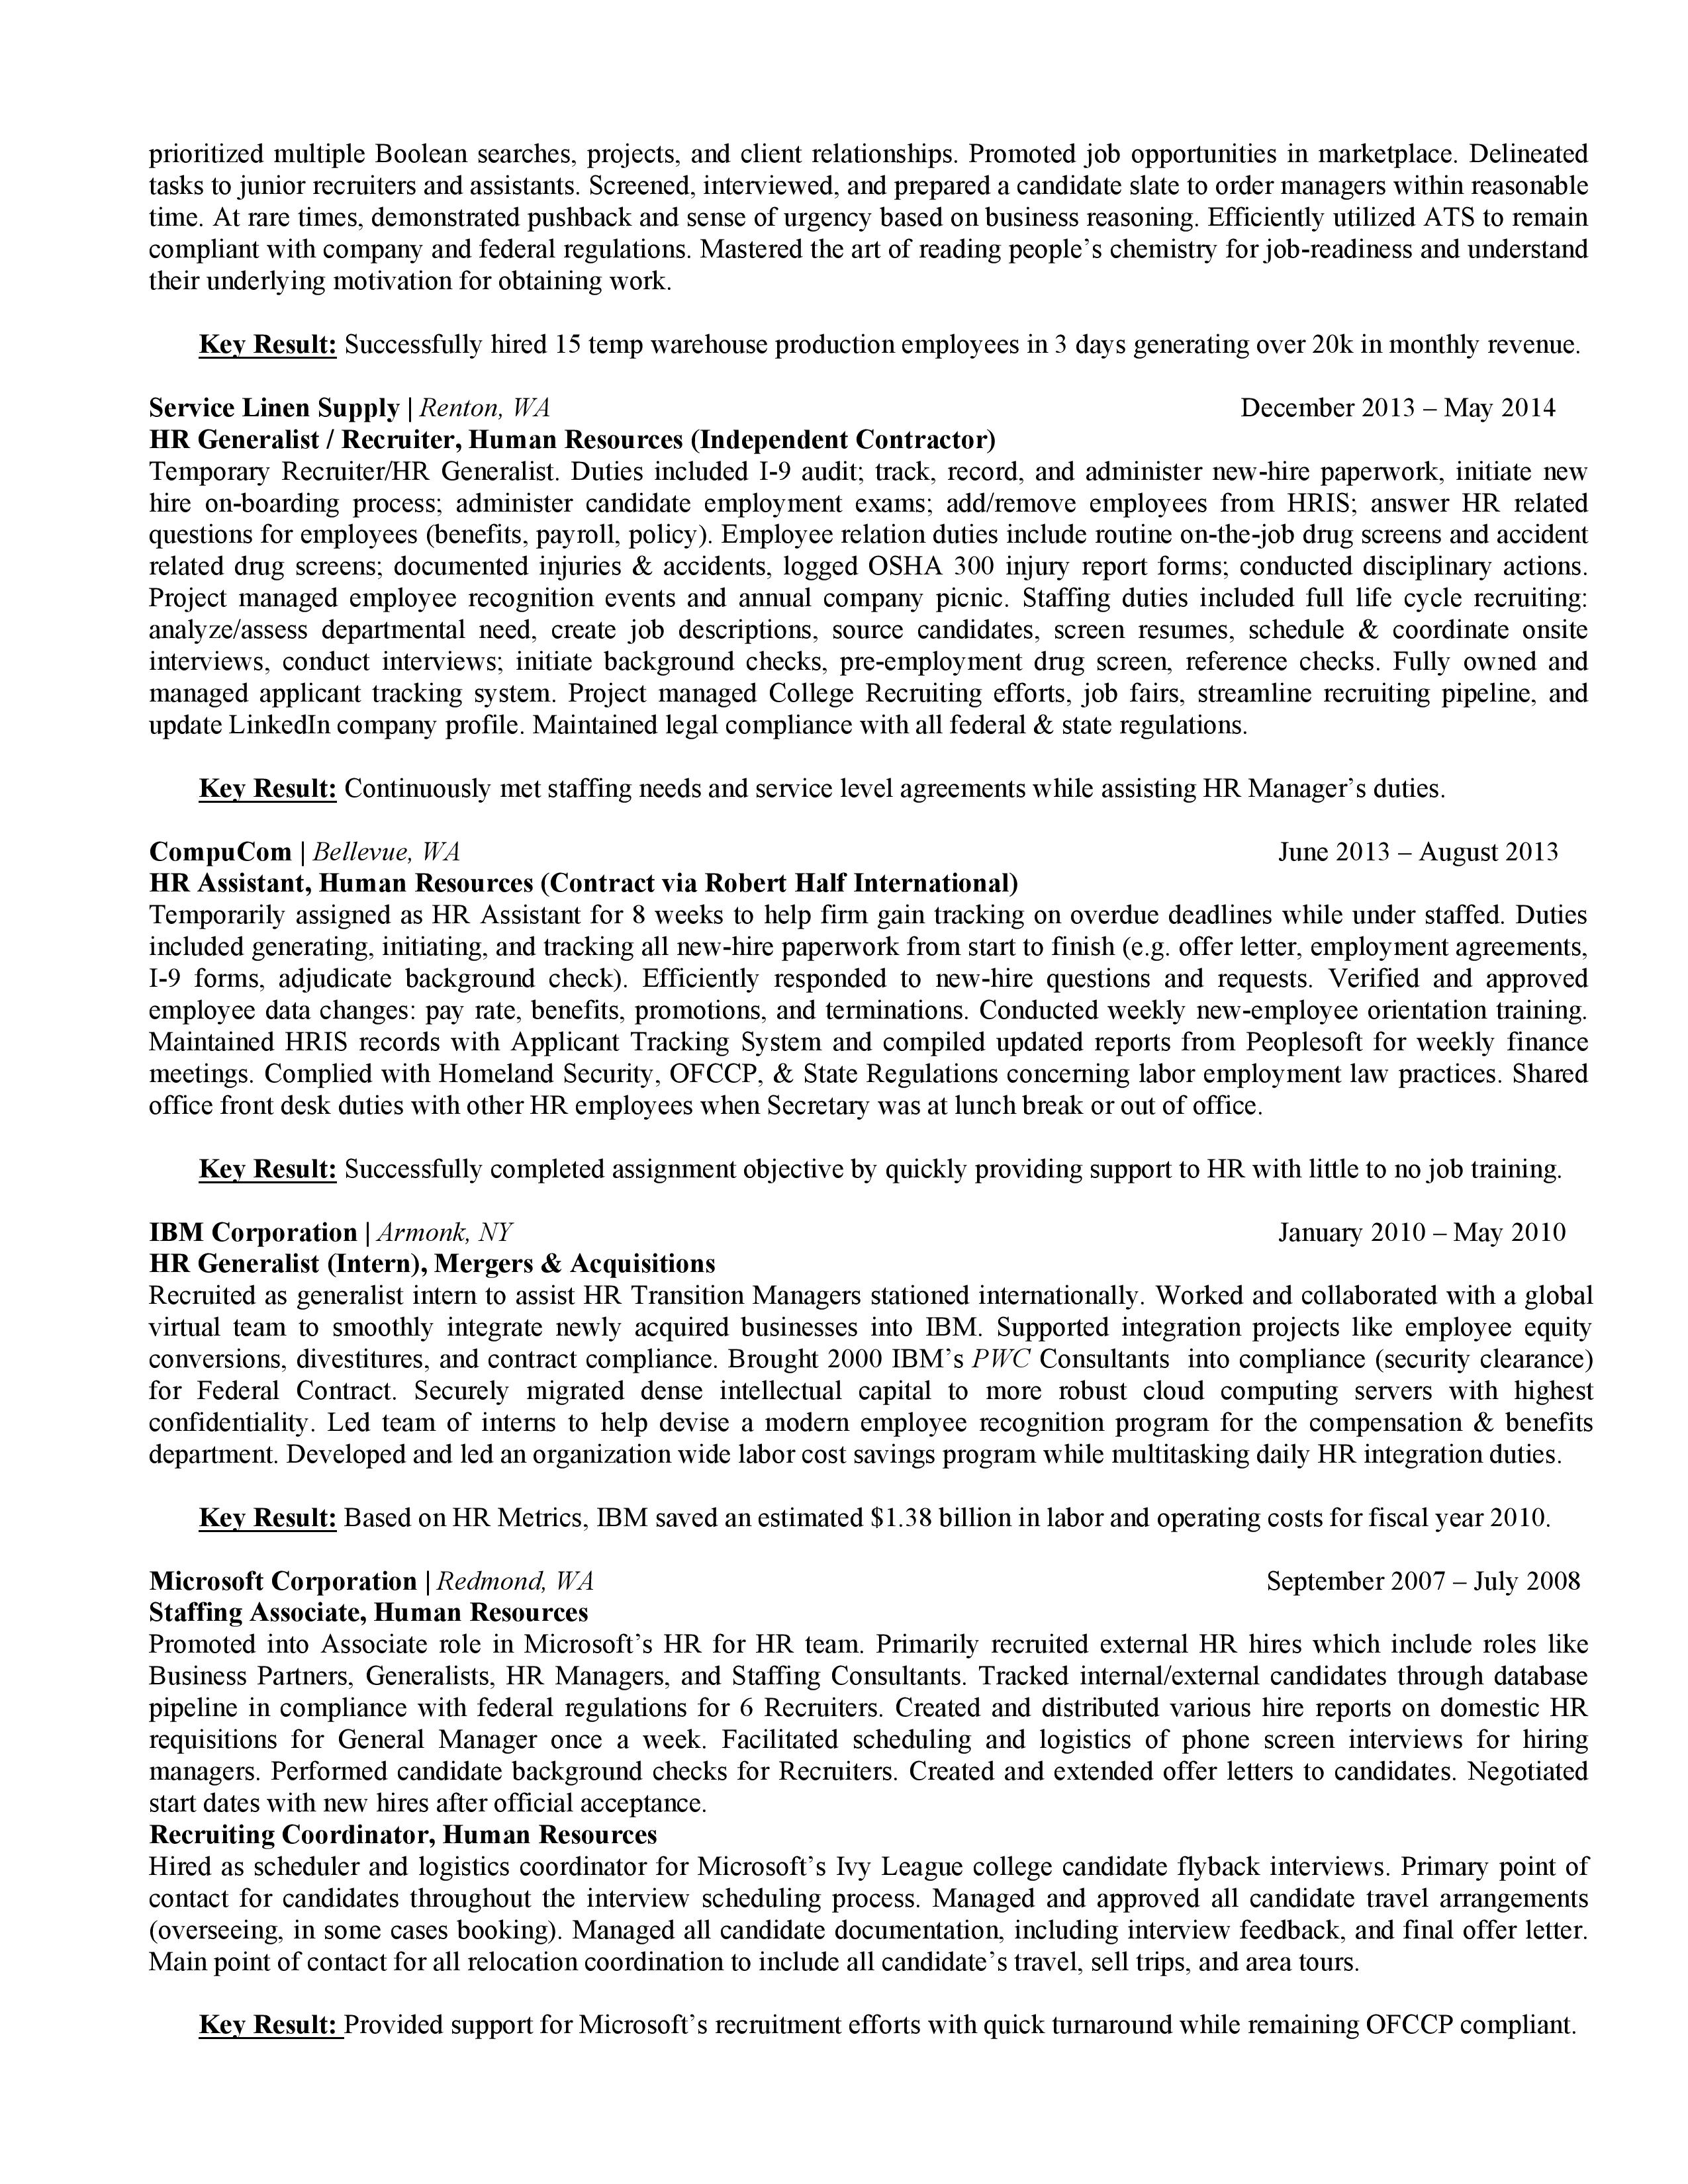 prioritized multiple Boolean searches, projects, and client relationships. Promoted job opportunities in marketplace. Delineated
tasks to junior recruiters and assistants. Screened, interviewed, and prepared a candidate slate to order managers within reasonable
time. At rare times, demonstrated pushback and sense of urgency based on business reasoning. Efficiently utilized ATS to remain
compliant with company and federal regulations. Mastered the art of reading people’s chemistry for job-readiness and understand
their underlying motivation for obtaining work.
Key Result: Successfully hired 15 temp warehouse production employees in 3 days generating over 20k in monthly revenue.
Service Linen Supply | Renton, WA December 2013 – May 2014
HR Generalist / Recruiter, Human Resources (Independent Contractor)
Temporary Recruiter/HR Generalist. Duties included I-9 audit; track, record, and administer new-hire paperwork, initiate new
hire on-boarding process; administer candidate employment exams; add/remove employees from HRIS; answer HR related
questions for employees (benefits, payroll, policy). Employee relation duties include routine on-the-job drug screens and accident
related drug screens; documented injuries & accidents, logged OSHA 300 injury report forms; conducted disciplinary actions.
Project managed employee recognition events and annual company picnic. Staffing duties included full life cycle recruiting:
analyze/assess departmental need, create job descriptions, source candidates, screen resumes, schedule & coordinate onsite
interviews, conduct interviews; initiate background checks, pre-employment drug screen, reference checks. Fully owned and
managed applicant tracking system. Project managed College Recruiting efforts, job fairs, streamline recruiting pipeline, and
update LinkedIn company profile. Maintained legal compliance with all federal & state regulations.
Key Result: Continuously met staffing needs and service level agreements while assisting HR Manager’s duties.
CompuCom | Bellevue, WA June 2013 – August 2013
HR Assistant, Human Resources (Contract via Robert Half International)
Temporarily assigned as HR Assistant for 8 weeks to help firm gain tracking on overdue deadlines while under staffed. Duties
included generating, initiating, and tracking all new-hire paperwork from start to finish (e.g. offer letter, employment agreements,
I-9 forms, adjudicate background check). Efficiently responded to new-hire questions and requests. Verified and approved
employee data changes: pay rate, benefits, promotions, and terminations. Conducted weekly new-employee orientation training.
Maintained HRIS records with Applicant Tracking System and compiled updated reports from Peoplesoft for weekly finance
meetings. Complied with Homeland Security, OFCCP, & State Regulations concerning labor employment law practices. Shared
office front desk duties with other HR employees when Secretary was at lunch break or out of office.
Key Result: Successfully completed assignment objective by quickly providing support to HR with little to no job training.
IBM Corporation | Armonk, NY January 2010 – May 2010
HR Generalist (Intern), Mergers & Acquisitions
Recruited as generalist intern to assist HR Transition Managers stationed internationally. Worked and collaborated with a global
virtual team to smoothly integrate newly acquired businesses into IBM. Supported integration projects like employee equity
conversions, divestitures, and contract compliance. Brought 2000 IBM’s PWC Consultants into compliance (security clearance)
for Federal Contract. Securely migrated dense intellectual capital to more robust cloud computing servers with highest
confidentiality. Led team of interns to help devise a modern employee recognition program for the compensation & benefits
department. Developed and led an organization wide labor cost savings program while multitasking daily HR integration duties.
Key Result: Based on HR Metrics, IBM saved an estimated $1.38 billion in labor and operating costs for fiscal year 2010.
Microsoft Corporation | Redmond, WA September 2007 – July 2008
Staffing Associate, Human Resources
Promoted into Associate role in Microsoft’s HR for HR team. Primarily recruited external HR hires which include roles like
Business Partners, Generalists, HR Managers, and Staffing Consultants. Tracked internal/external candidates through database
pipeline in compliance with federal regulations for 6 Recruiters. Created and distributed various hire reports on domestic HR
requisitions for General Manager once a week. Facilitated scheduling and logistics of phone screen interviews for hiring
managers. Performed candidate background checks for Recruiters. Created and extended offer letters to candidates. Negotiated
start dates with new hires after official acceptance.
Recruiting Coordinator, Human Resources
Hired as scheduler and logistics coordinator for Microsoft’s Ivy League college candidate flyback interviews. Primary point of
contact for candidates throughout the interview scheduling process. Managed and approved all candidate travel arrangements
(overseeing, in some cases booking). Managed all candidate documentation, including interview feedback, and final offer letter.
Main point of contact for all relocation coordination to include all candidate’s travel, sell trips, and area tours.
Key Result: Provided support for Microsoft’s recruitment efforts with quick turnaround while remaining OFCCP compliant.